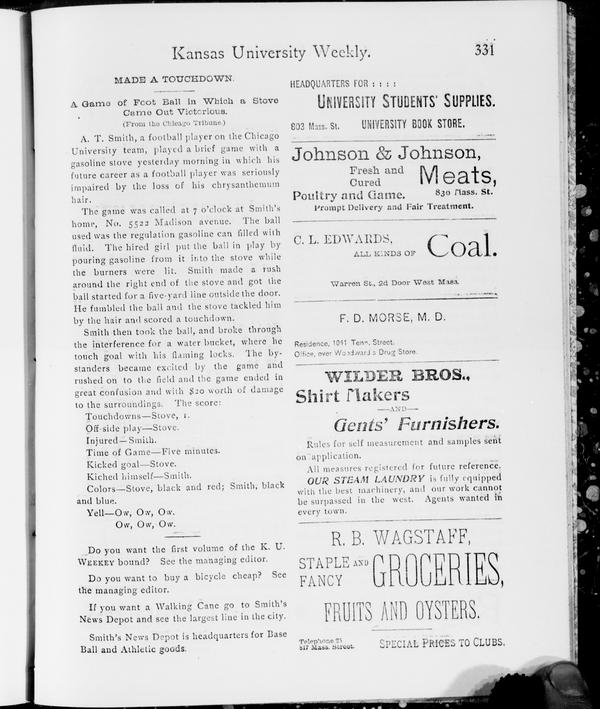 Kansas University Weekly.
331
MADE A TOUCHDOWN.
A Game of Foot Ball in Which a Stove
Came Out Victorious.
(From the Chicago Tribune.)
A. T. Smith, a football player on the Chicago
University team, played a brief game with a
gasoline stove yesterday morning in which his
future career as a football player was seriously
impaired by the loss of his chrysanthemum
hair.
The game was called at 7 o'clock at Smith's
home, No. 5522 Madison avenue. The ball
used was the regulation gasoline can filled with
fluid. The hired girl put the ball in play by
pouring gasoline from it into the stove while
the burners were lit. Smith made a rush
around the right end of the stove and got the
ball started for a five-yard line outside the door.
He fumbled the ball and the stove tackled him
by the hair and scored a touchdown.
Smith then took the ball, and broke through
the interference for a water bucket, where he
touch goal with his flaming locks. The by-
standers became excited by the game and
rushed on to the field and the game ended in
great confusion and with $20 worth of damage
to the surroundings. The score:
Touchdowns—Stove, 1.
Off-side play—Stove.
Injured—Smith.
Time of Game—Five minutes.
Kicked goal—Stove.
Kiched himself—Smith.
Colors—Stove, black and red; Smith, black
and blue.
Yell—Ow, Ow, Ow.
Ow, Ow, Ow.
Do you want the first volume of the K. U.
WEEKEY bound? See the managing editor.
Do you want to buy a bicycle cheap? See
the managing editor.
If you want a Walking Cane go to Smith's
News Depot and see the largest line in the city.
Smith's News Depot is headquarters for Base
Ball and Athletic goods.
HEADQUARTERS FOR : : : :
UNIVERSITY STUDENTS' SUPPLIES.
803 Mass. St. UNIVERSITY BOOK STORE.
Johnson & Johnson,
Fresh and
Cured
Meats,
Poultry and Game. 830 Mass. St.
Prompt Delivery and Fair Treatment.
C. L. EDWARDS,
ALL KINDS OF
Coal.
Warren St., 2d Door West Mass.
F. D. MORSE, M. D.
Residence, 1041 Tenn. Street.
Office, over Woodward's Drug Store.
WILDER BROS.,
Shirt Makers
—AND—
Gents' Furnishers.
Rules for self measurement and samples sent
on application.
All measures registered for future reference.
OUR STEAM LAUNDRY is fully equipped
with the best machinery, and our work cannot
be surpassed in the west. Agents wanted in
every town.
R. B. WAGSTAFF,
STAPLE AND
FANCY
GROCERIES,
FRUITS AND OYSTERS.
Telephone 71
817 Mass. Street.
SPECIAL PRICES TO CLUBS.